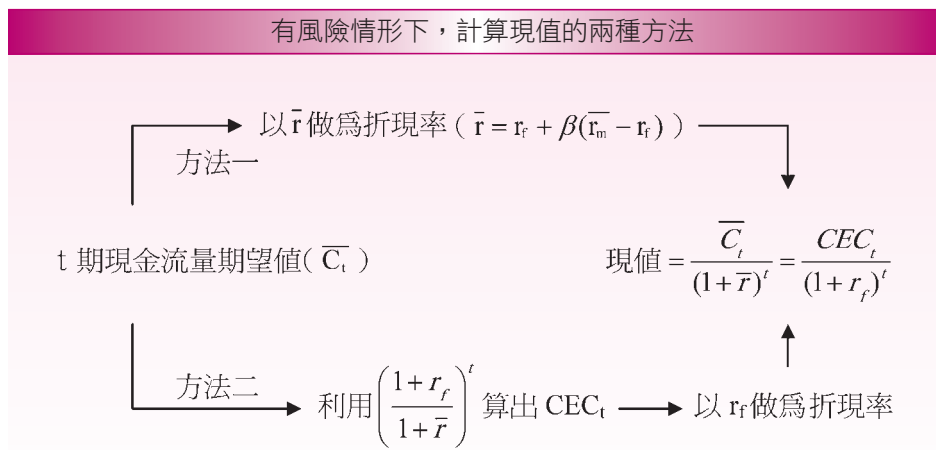 有風險情形下，計算現值的兩種方法
以 r̄ 做為折現率（ r̄ = r_f + β(r̄_m − r_f) ）
方法一
t 期現金流量期望值( C̄_t )
現值 = C̄_t / (1 + r̄)^t = CEC_t / (1 + r_f)^t
方法二
利用 ((1 + r_f) / (1 + r̄))^t 算出 CEC_t
以 r_f 做為折現率